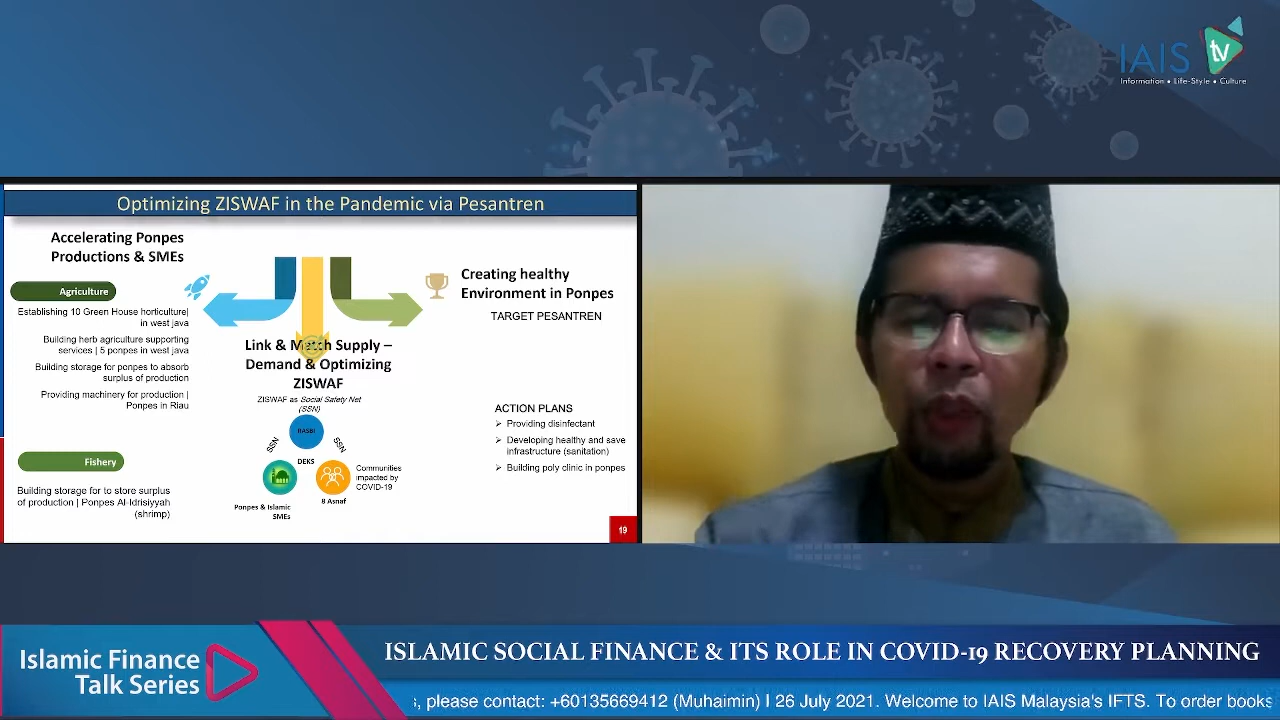 IAIS tv
Information • Life-Style • Culture
Optimizing ZISWAF in the Pandemic via Pesantren
Accelerating Ponpes
Productions & SMEs
Agriculture
Establishing 10 Green House horticulture|
in west java
Building herb agriculture supporting
services | 5 ponpes in west java
Building storage for ponpes to absorb
surplus of production
Providing machinery for production |
Ponpes in Riau
Fishery
Building storage for to store surplus
of production | Ponpes Al-Idrisiyyah
(shrimp)
Link & Match Supply –
Demand & Optimizing
ZISWAF
ZISWAF as Social Safety Net
(SSN)
BASBI
SSN
SSN
DEKS
Communities
impacted by
COVID-19
8 Asnaf
Ponpes & Islamic
SMEs
Creating healthy
Environment in Ponpes
TARGET PESANTREN
ACTION PLANS
➢ Providing disinfectant
➢ Developing healthy and save
infrastructure (sanitation)
➢ Building poly clinic in ponpes
19
Islamic Finance
Talk Series
ISLAMIC SOCIAL FINANCE & ITS ROLE IN COVID-19 RECOVERY PLANNING
, please contact: +60135669412 (Muhaimin) I 26 July 2021. Welcome to IAIS Malaysia's IFTS. To order books